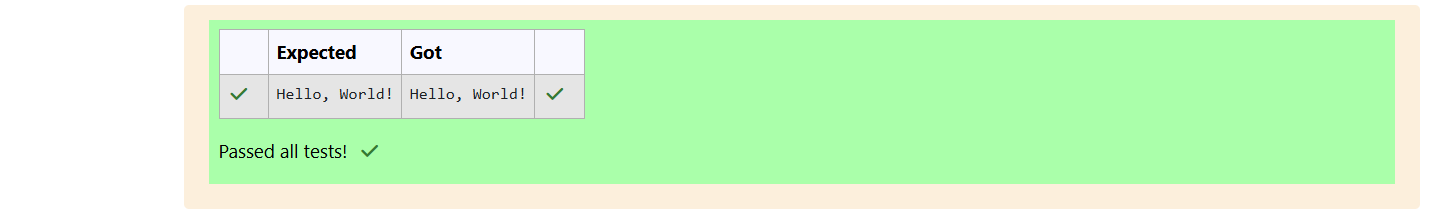 Expected Got
Hello, World! Hello, World!
Passed all tests!